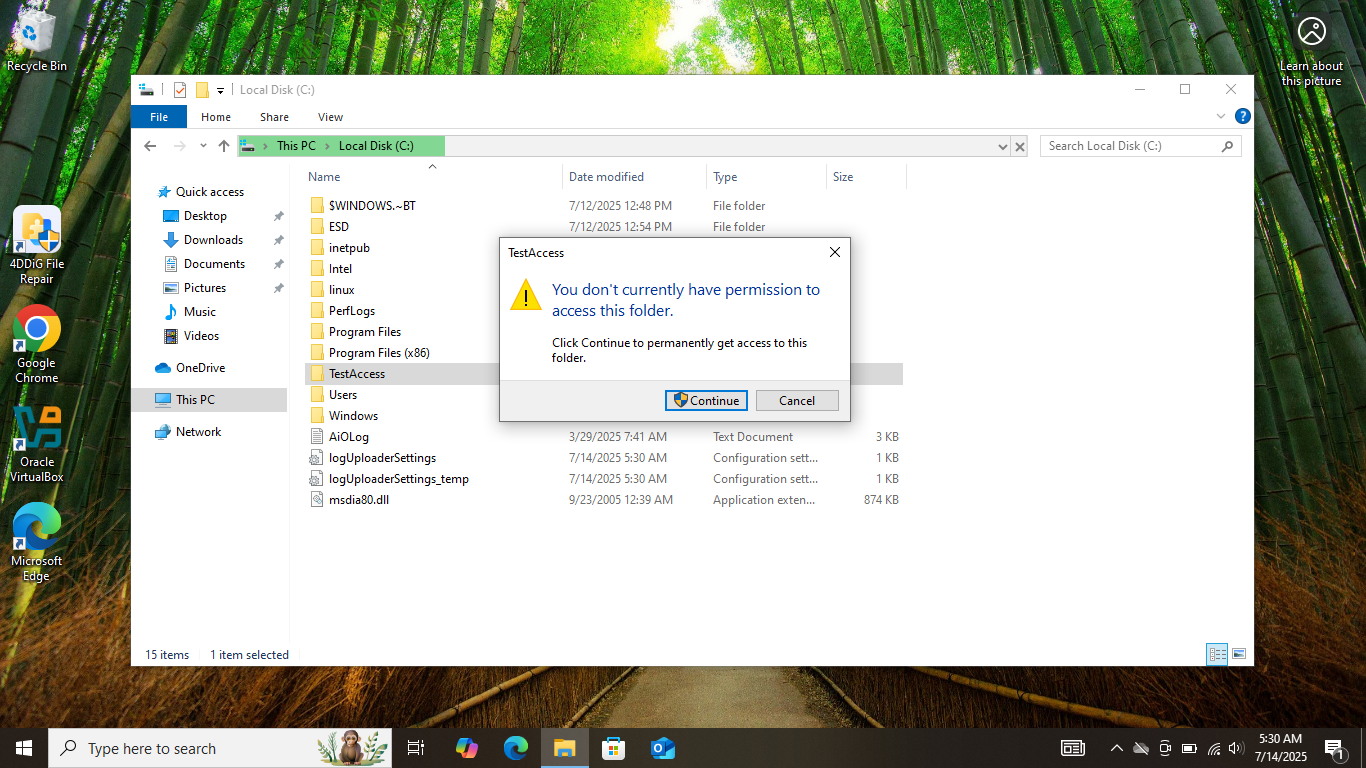 Recycle Bin
Learn about
this picture
4DDiG File
Repair
Google
Chrome
Oracle
VirtualBox
Microsoft
Edge
Local Disk (C:)
File
Home
Share
View
?
This PC
Local Disk (C:)
Search Local Disk (C:)
Quick access
Desktop
Downloads
Documents
Pictures
Music
Videos
OneDrive
This PC
Network
Name
Date modified
Type
Size
$WINDOWS.~BT 7/12/2025 12:48 PM File folder
ESD 7/12/2025 12:54 PM File folder
inetpub
Intel
linux
PerfLogs
Program Files
Program Files (x86)
TestAccess
Users
Windows
AiOLog 3/29/2025 7:41 AM Text Document 3 KB
logUploaderSettings 7/14/2025 5:30 AM Configuration sett... 1 KB
logUploaderSettings_temp 7/14/2025 5:30 AM Configuration sett... 1 KB
msdia80.dll 9/23/2005 12:39 AM Application exten... 874 KB
TestAccess
You don't currently have permission to
access this folder.
Click Continue to permanently get access to this
folder.
Continue
Cancel
15 items
1 item selected
Type here to search
5:30 AM
7/14/2025
1